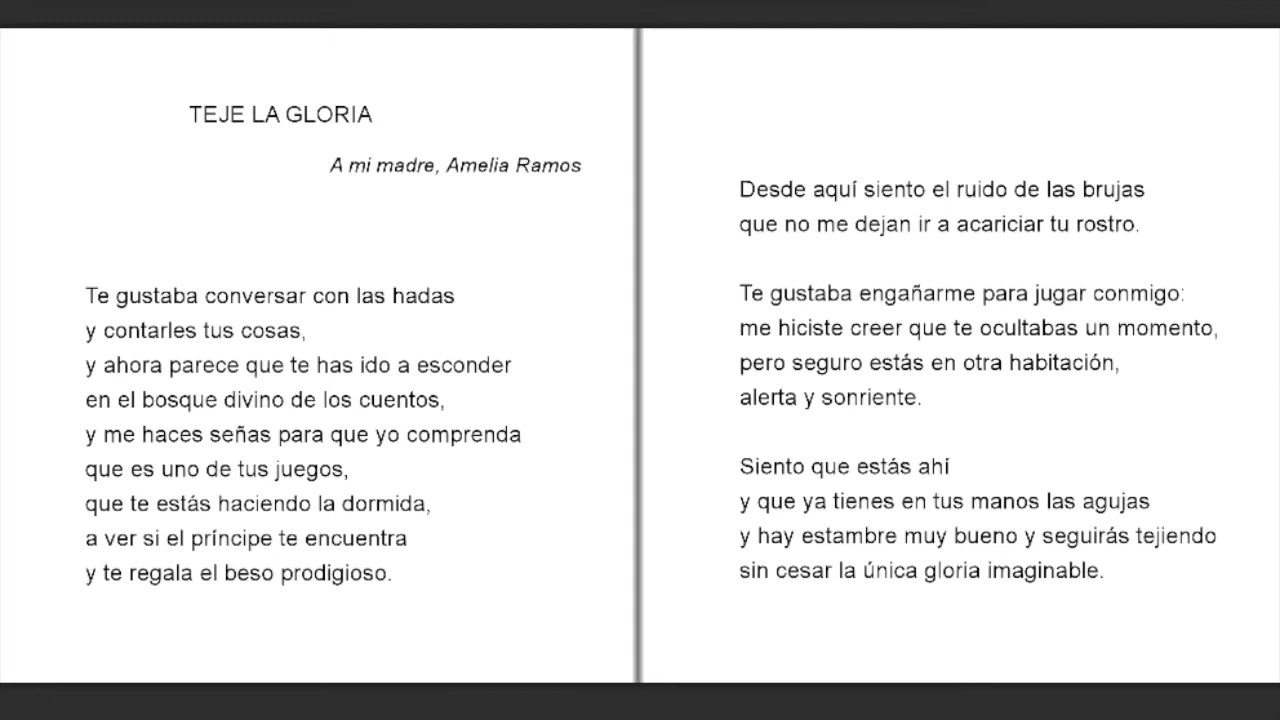 TEJE LA GLORIA
A mi madre, Amelia Ramos
Te gustaba conversar con las hadas
y contarles tus cosas,
y ahora parece que te has ido a esconder
en el bosque divino de los cuentos,
y me haces señas para que yo comprenda
que es uno de tus juegos,
que te estás haciendo la dormida,
a ver si el príncipe te encuentra
y te regala el beso prodigioso.
Desde aquí siento el ruido de las brujas
que no me dejan ir a acariciar tu rostro.
Te gustaba engañarme para jugar conmigo:
me hiciste creer que te ocultabas un momento,
pero seguro estás en otra habitación,
alerta y sonriente.
Siento que estás ahí
y que ya tienes en tus manos las agujas
y hay estambre muy bueno y seguirás tejiendo
sin cesar la única gloria imaginable.